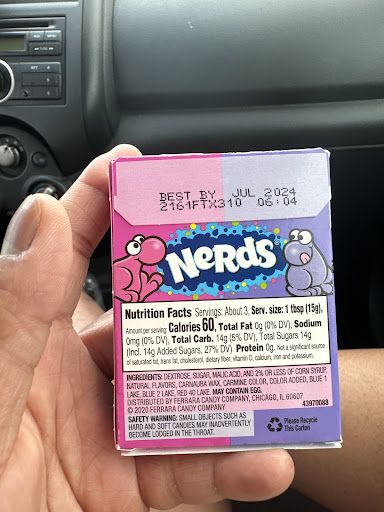 BEST BY JUL 2024
2161FTX310 06:04
NERDS
Nutrition Facts Servings: About 3, Serv. size: 1 tbsp (15g),
Amount per serving: Calories 60, Total Fat 0g (0% DV), Sodium
0mg (0% DV), Total Carb. 14g (5% DV), Total Sugars 14g
(Incl. 14g Added Sugars, 27% DV) Protein 0g. Not a significant source
of saturated fat, trans fat, cholesterol, dietary fiber, vitamin D, calcium, iron and potassium.
INGREDIENTS: DEXTROSE, SUGAR, MALIC ACID, AND 2% OR LESS OF CORN SYRUP,
NATURAL FLAVORS, CARNAUBA WAX, CARMINE COLOR, COLOR ADDED, BLUE 1
LAKE, BLUE 2 LAKE, RED 40 LAKE. MAY CONTAIN EGG.
DISTRIBUTED BY FERRARA CANDY COMPANY, CHICAGO, IL 60607
© 2020 FERRARA CANDY COMPANY
43970088
SAFETY WARNING: SMALL OBJECTS SUCH AS
HARD AND SOFT CANDIES MAY INADVERTENTLY
BECOME LODGED IN THE THROAT.
Please Recycle
This Carton